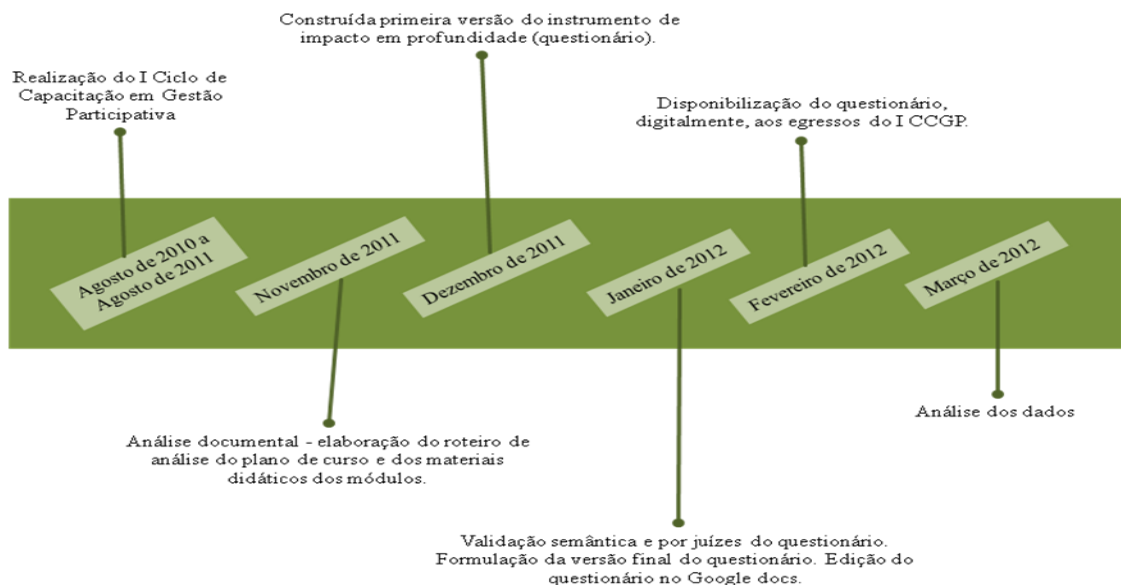 Construída primeira versão do instrumento de
impacto em profundidade (questionário).
Realização do I Ciclo de
Capacitação em Gestão
Participativa
Disponibilização do questionário,
digitalmente, aos egressos do I CCGP.
Agosto de 2010 a
Agosto de 2011
Novembro de 2011
Dezembro de 2011
Janeiro de 2012
Fevereiro de 2012
Março de 2012
Análise dos dados
Análise documental - elaboração do roteiro de
análise do plano de curso e dos materiais
didáticos dos módulos.
Validação semântica e por juízes do questionário.
Formulação da versão final do questionário. Edição do
questionário no Google docs.